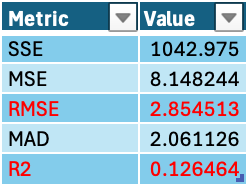 Metric Value
SSE 1042.975
MSE 8.148244
RMSE 2.854513
MAD 2.061126
R2 0.126464